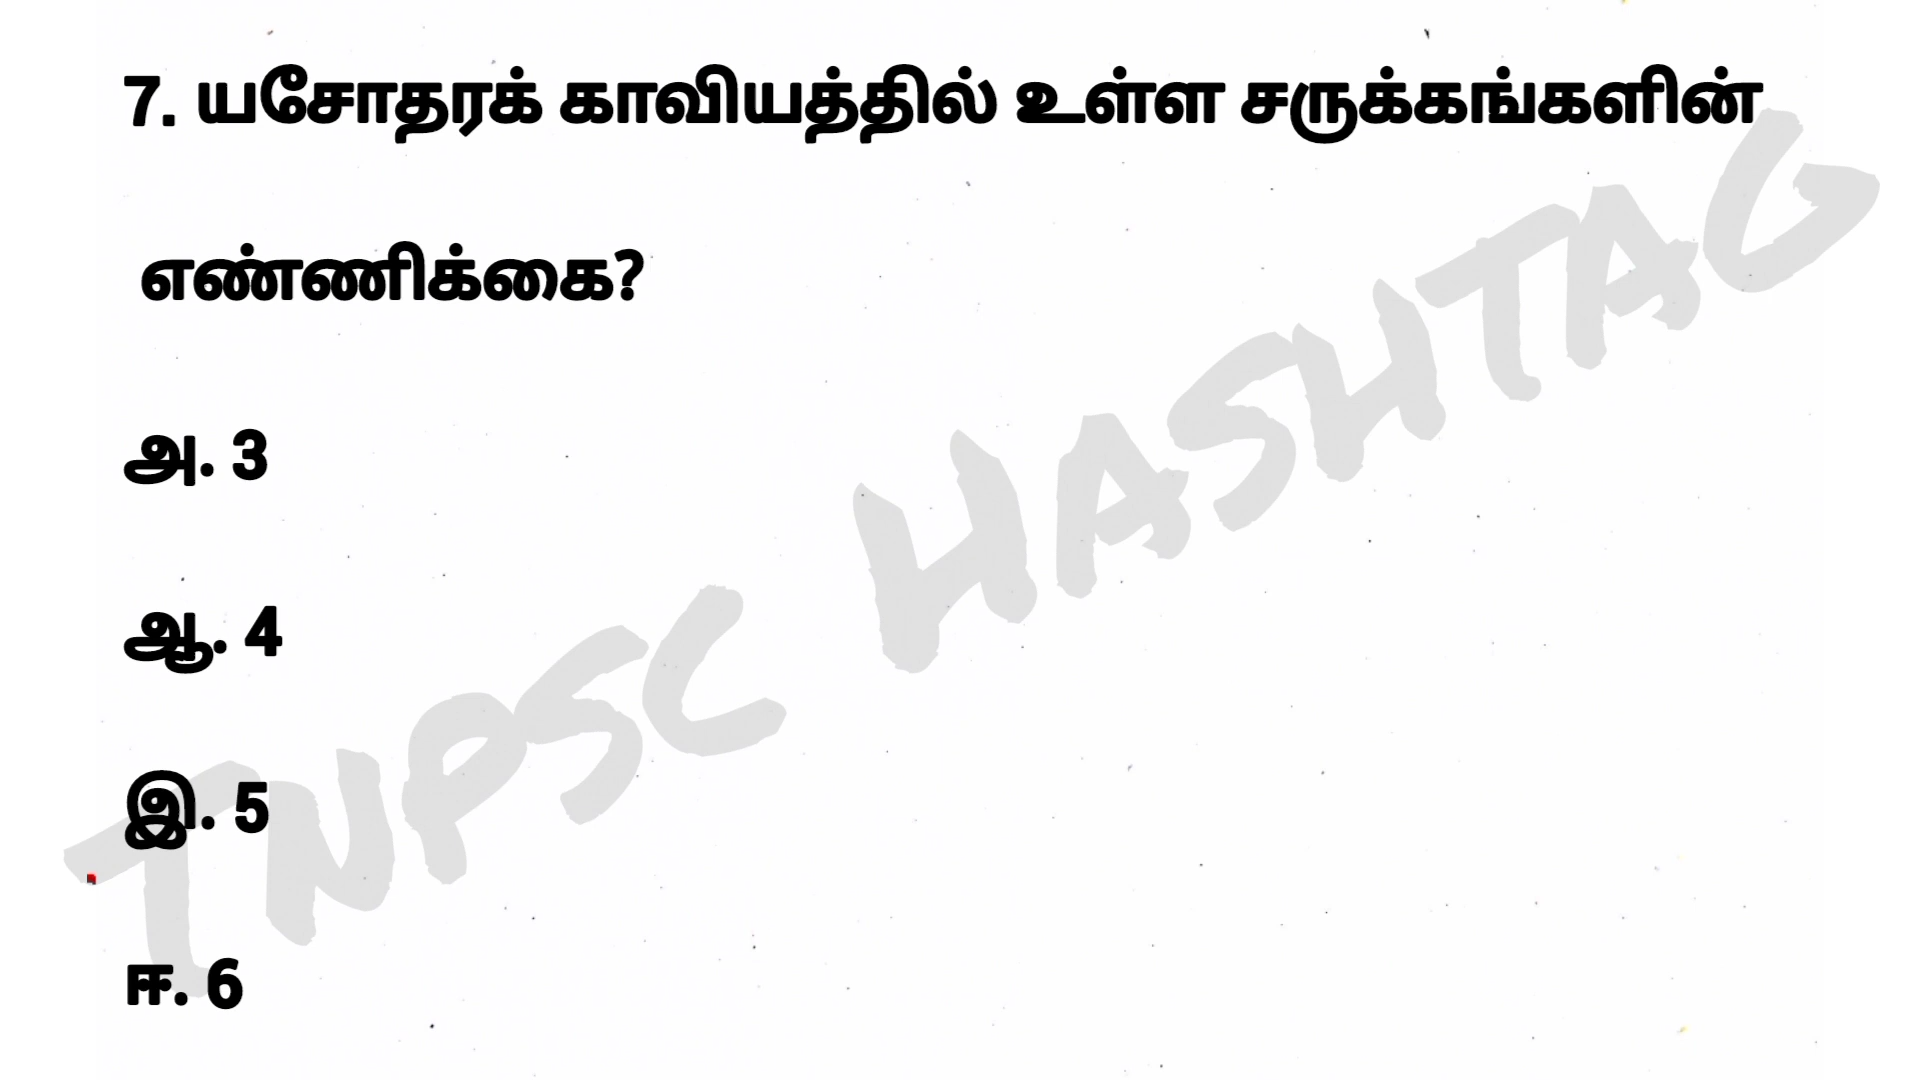 7. யசோதரக் காவியத்தில் உள்ள சருக்கங்களின்
எண்ணிக்கை?
அ. 3
ஆ. 4
இ. 5
ஈ. 6
TNPSC HASHTAG